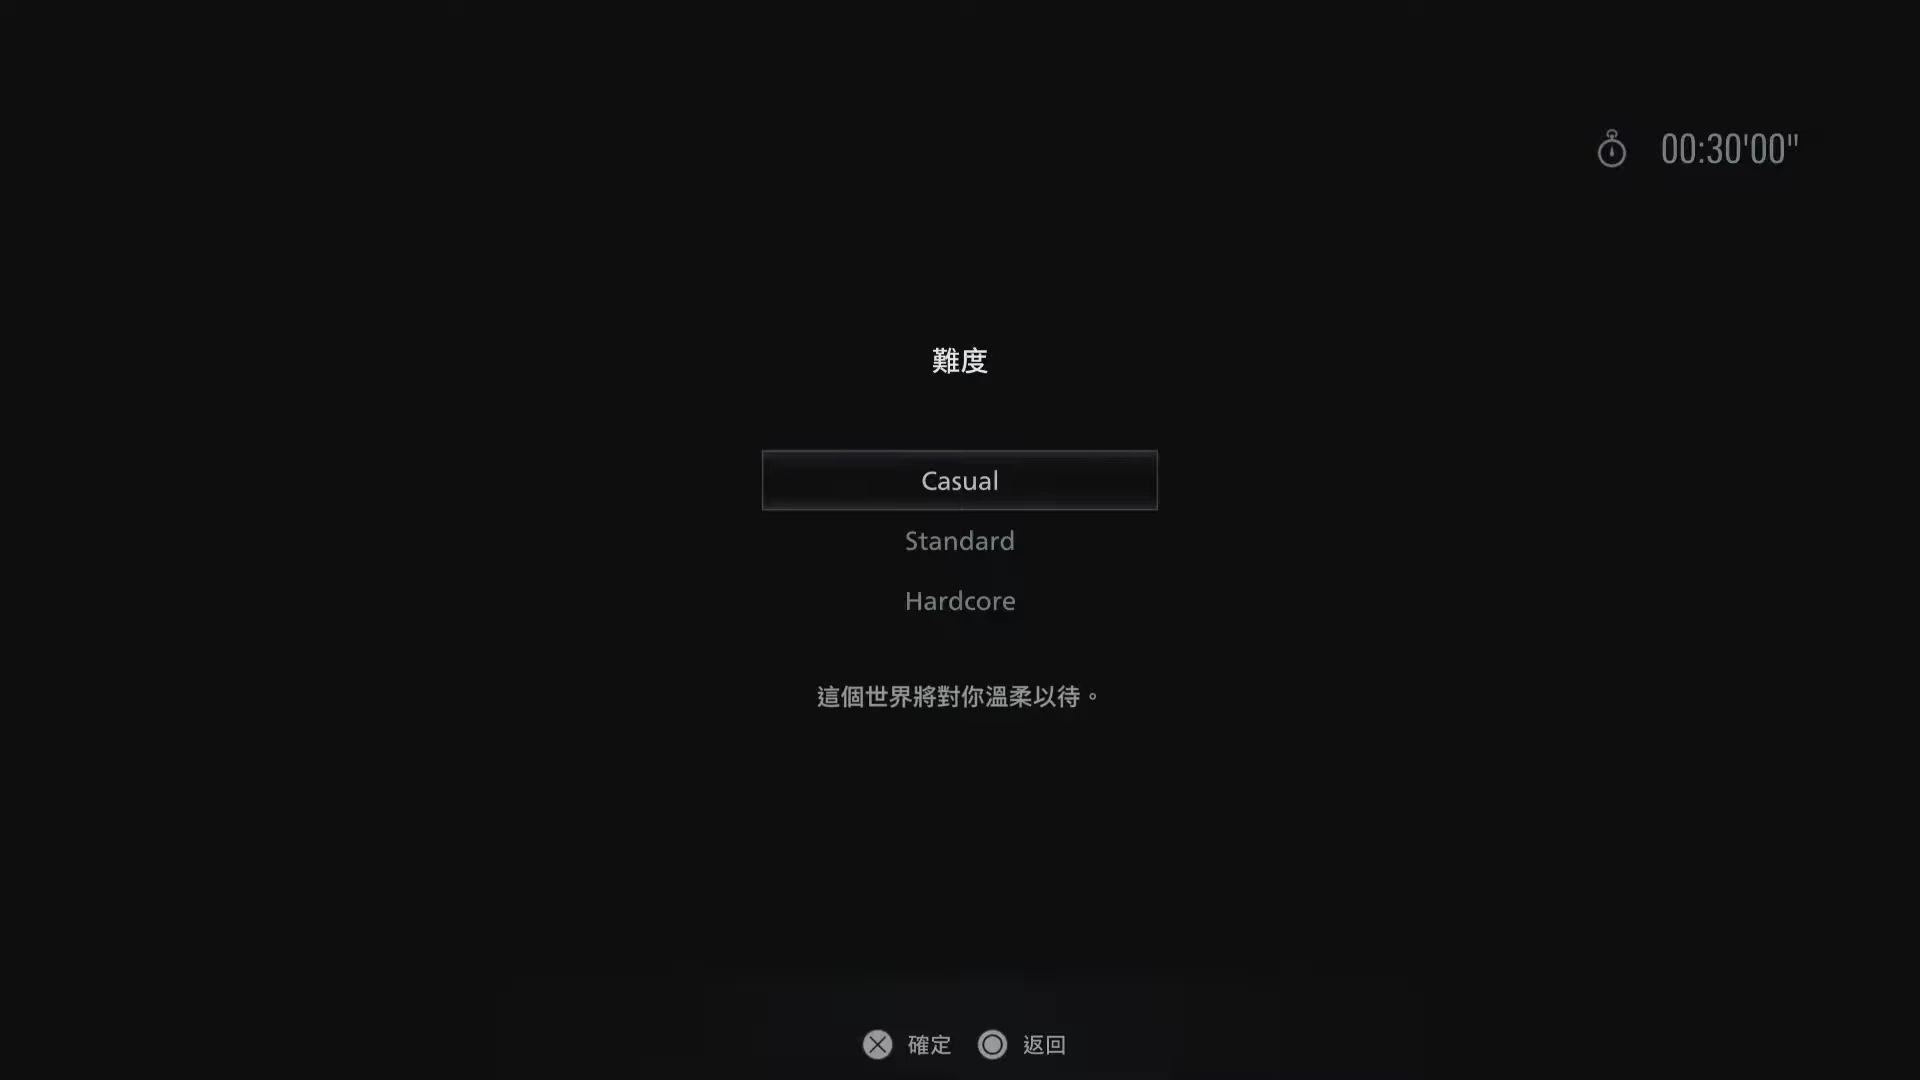 00:30'00"
難度
Casual
Standard
Hardcore
這個世界將對你溫柔以待。
確定 返回